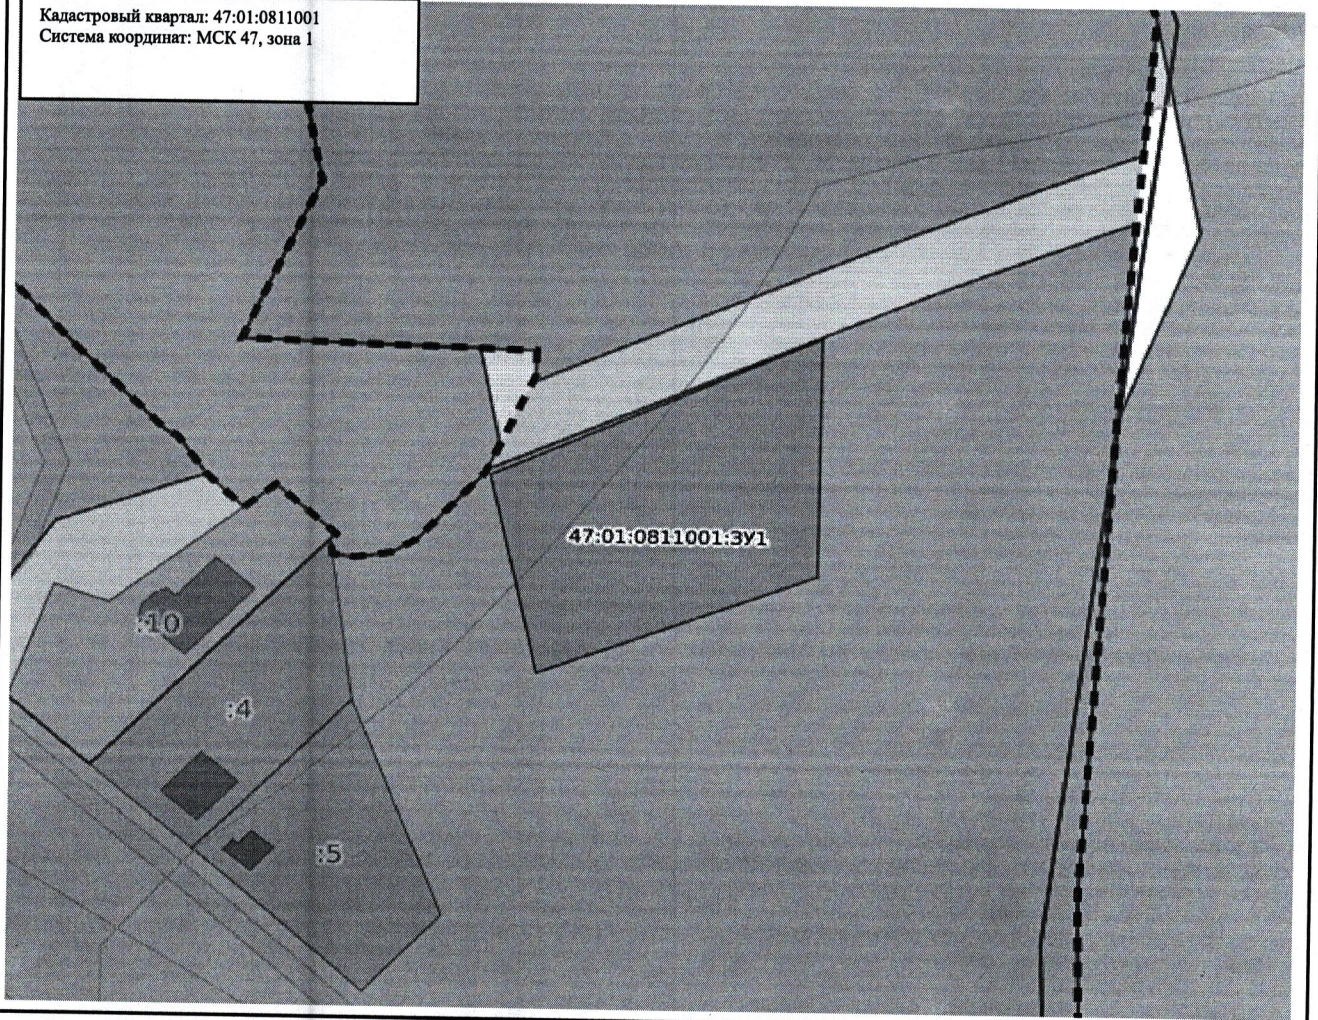 Кадастровый квартал: 47:01:0811001
Система координат: МСК 47, зона 1
47:01:0811001:ЗУ1
:10
:4
:5